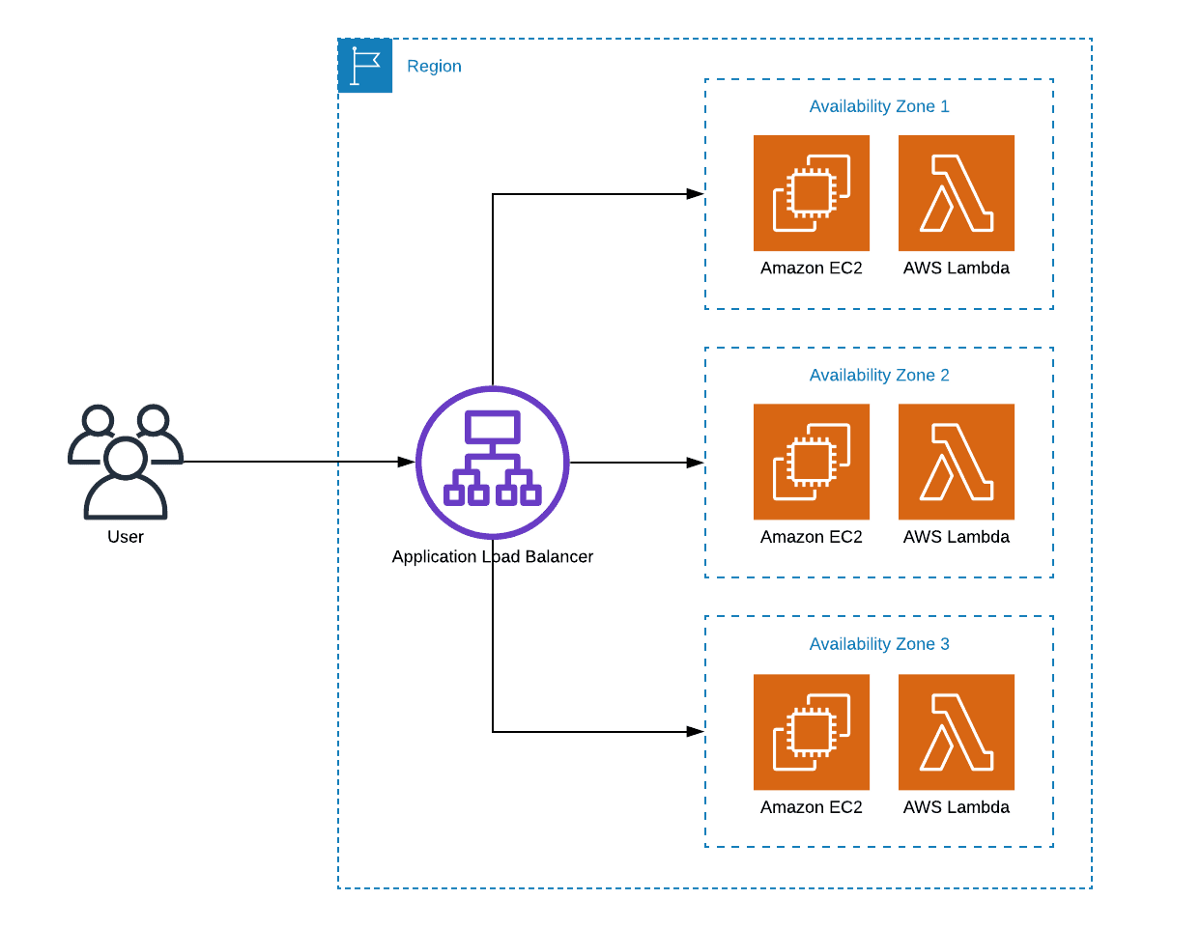 Region
Availability Zone 1
Amazon EC2
AWS Lambda
Availability Zone 2
Amazon EC2
AWS Lambda
User
Application Load Balancer
Availability Zone 3
Amazon EC2
AWS Lambda